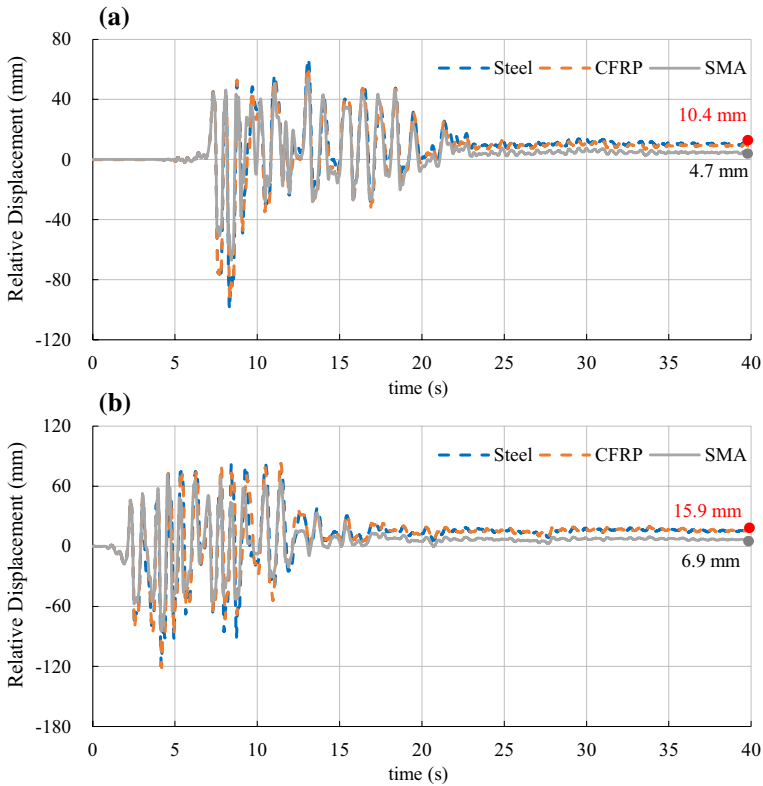 (a)
Relative Displacement (mm)
80
40
0
-40
-80
-120
Steel CFRP SMA
10.4 mm
4.7 mm
0 5 10 15 20 25 30 35 40
time (s)
(b)
Relative Displacement (mm)
120
60
0
-60
-120
-180
Steel CFRP SMA
15.9 mm
6.9 mm
0 5 10 15 20 25 30 35 40
time (s)